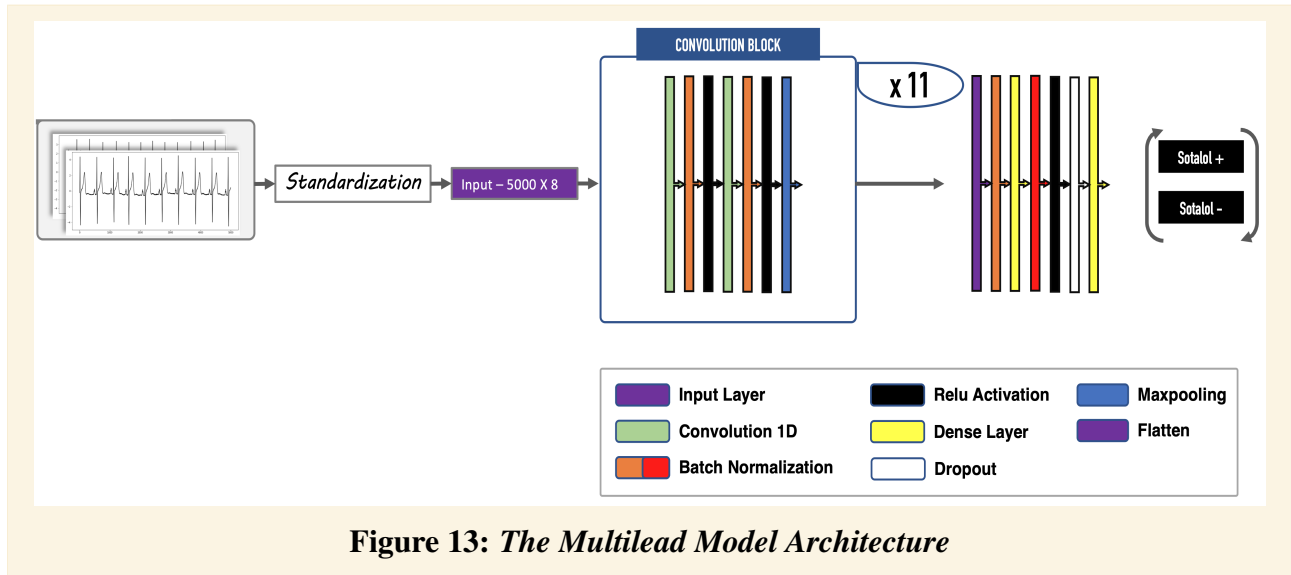 CONVOLUTION BLOCK
x 11
Standardization
Input – 5000 X 8
Sotalol +
Sotalol –
Input Layer
Relu Activation
Maxpooling
Convolution 1D
Dense Layer
Flatten
Batch Normalization
Dropout
Figure 13: The Multilead Model Architecture